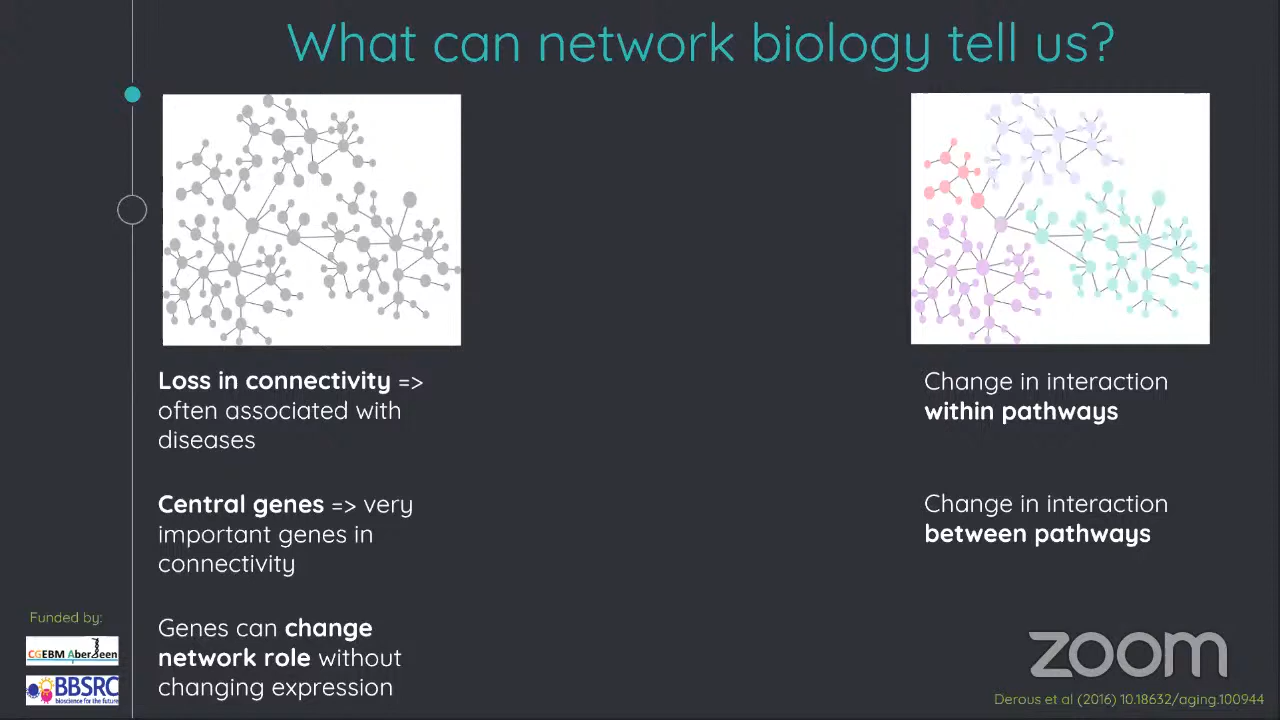 What can network biology tell us?
Loss in connectivity =>
often associated with
diseases
Central genes => very
important genes in
connectivity
Genes can change
network role without
changing expression
Change in interaction
within pathways
Change in interaction
between pathways
Funded by:
CGEBM Aberdeen
BBSRC
bioscience for the future
zoom
Derous et al (2016) 10.18632/aging.100944